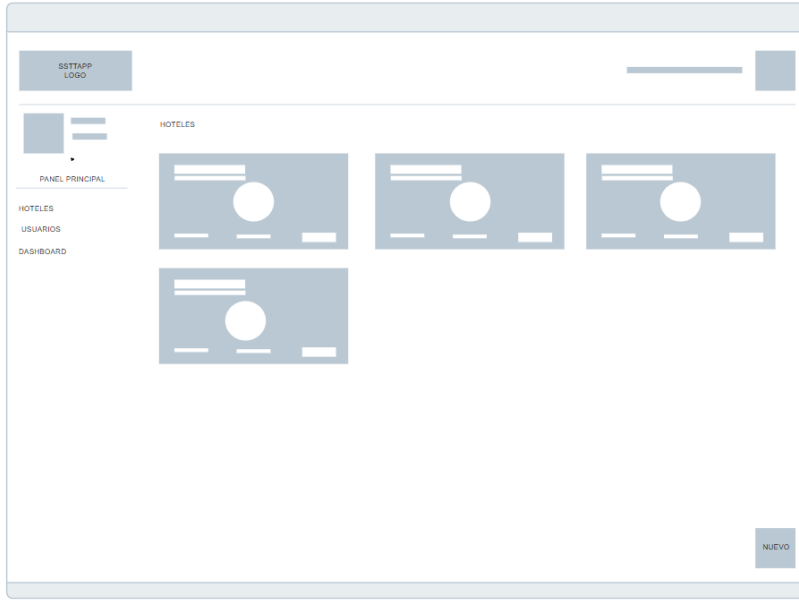 SSTTAPP
LOGO
HOTELES
PANEL PRINCIPAL
HOTELES
USUARIOS
DASHBOARD
NUEVO